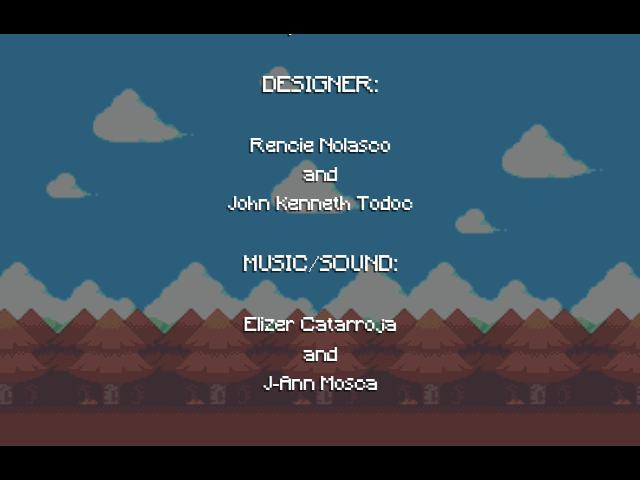 DESIGNER:
Rencie Nolasco
and
John Kenneth Todoc
MUSIC/SOUND:
Elizer Catarroja
and
J-Ann Mosca